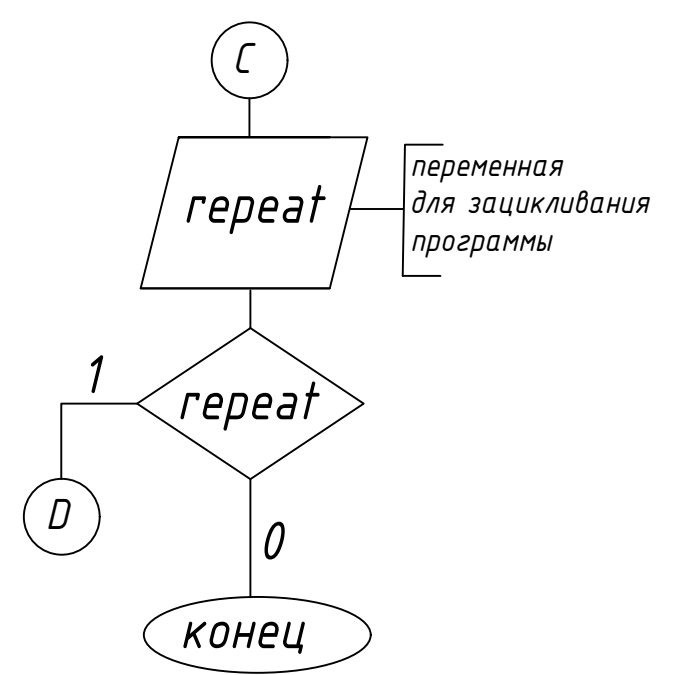 C
repeat
переменная
для зацикливания
программы
repeat
1
D
0
конец